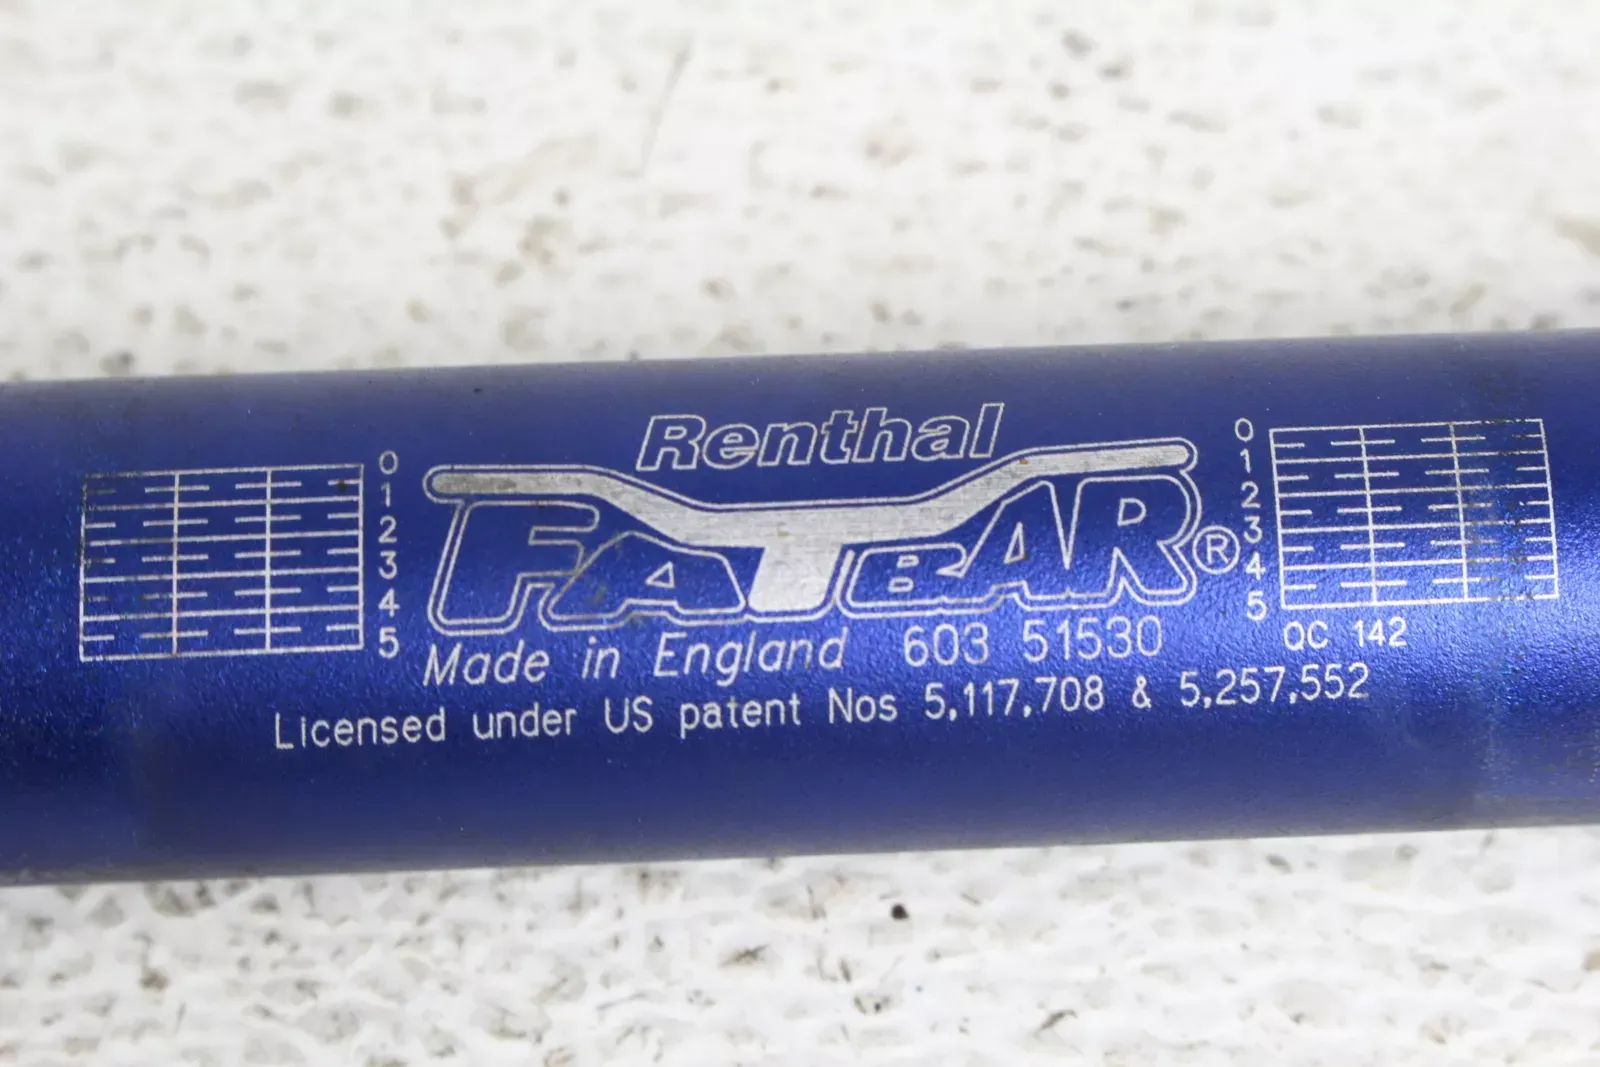 Renthal
FATBAR®
0 0
1 1
2 2
3 3
4 4
5 5
Made in England 603 51530 QC 142
Licensed under US patent Nos 5,117,708 & 5,257,552